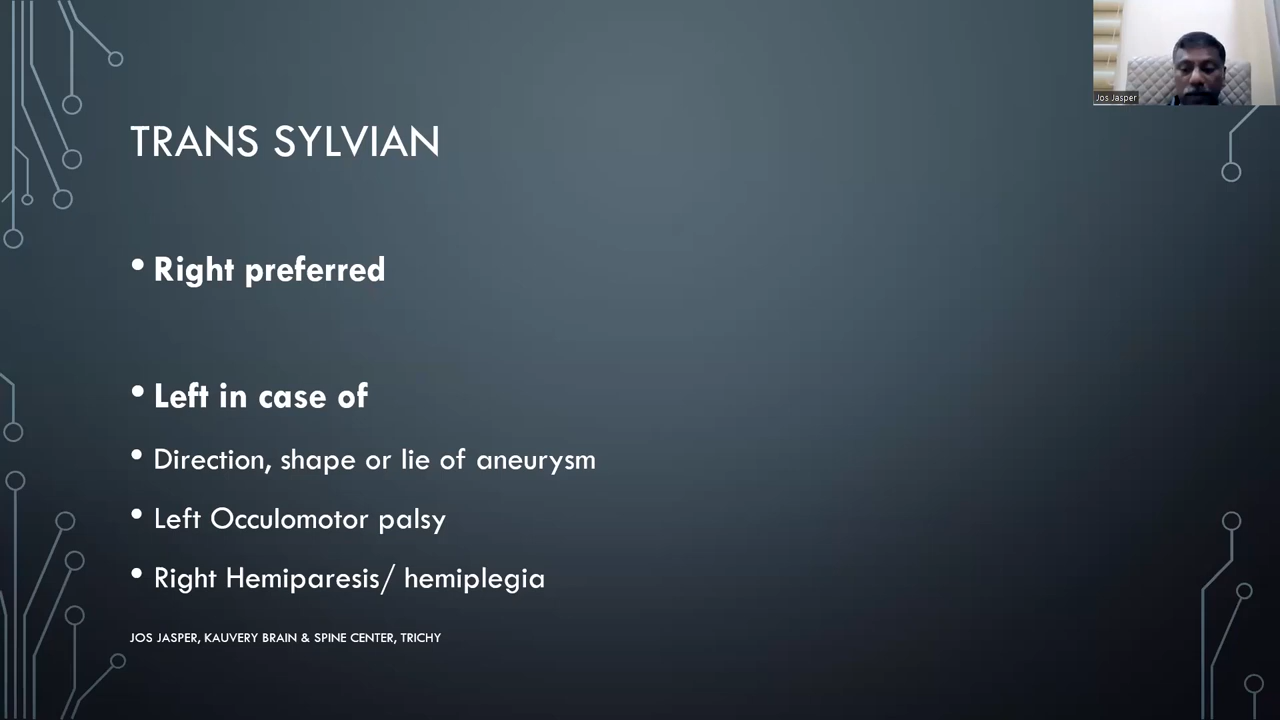 Jos Jasper
TRANS SYLVIAN
• Right preferred
• Left in case of
• Direction, shape or lie of aneurysm
• Left Occulomotor palsy
• Right Hemiparesis/ hemiplegia
JOS JASPER, KAUVERY BRAIN & SPINE CENTER, TRICHY